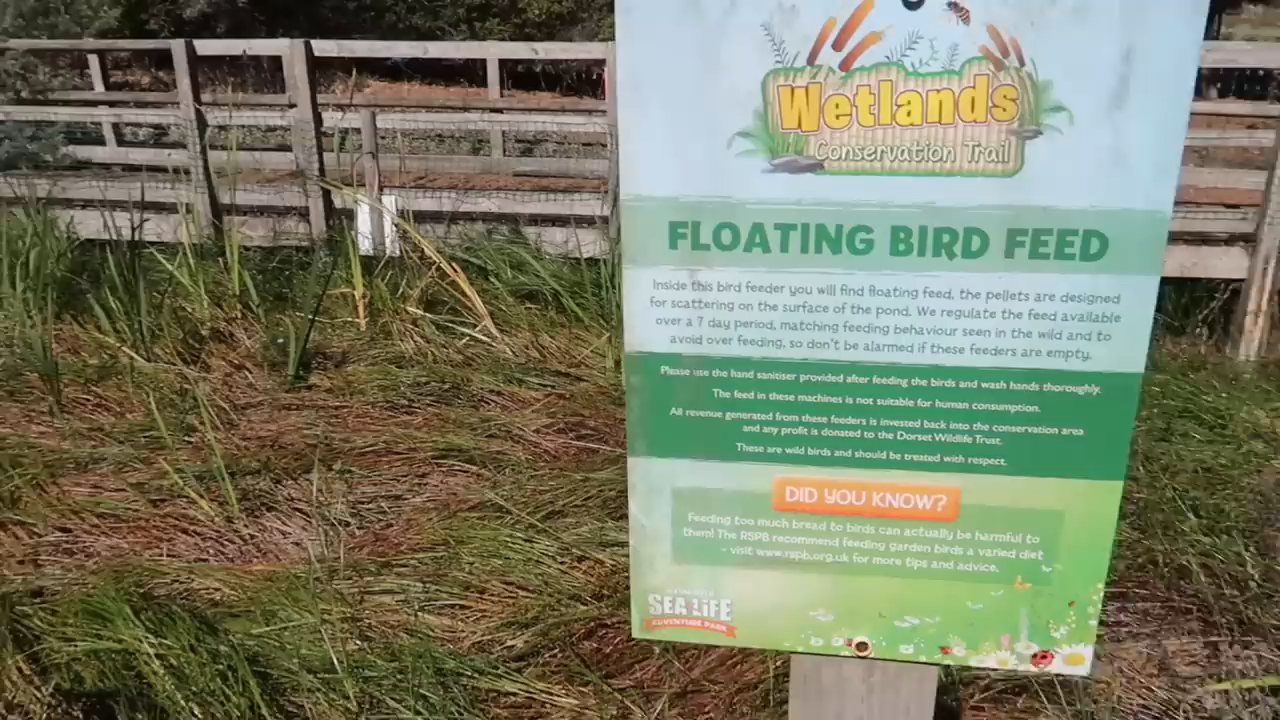 Wetlands
Conservation Trail
FLOATING BIRD FEED
Inside this bird feeder you will find floating feed, the pellets are designed
for scattering on the surface of the pond. We regulate the feed available
over a 7 day period, matching feeding behaviour seen in the wild and to
avoid over feeding, so don't be alarmed if these feeders are empty.
Please use the hand sanitiser provided after feeding the birds and wash hands thoroughly.
The feed in these machines is not suitable for human consumption.
All revenue generated from these feeders is invested back into the conservation area
and any profit is donated to the Dorset Wildlife Trust.
These are wild birds and should be treated with respect.
DID YOU KNOW?
Feeding too much bread to birds can actually be harmful to
them! The RSPB recommend feeding garden birds a varied diet
- visit www.rspb.org.uk for more tips and advice.
SEA LIFE
ADVENTURE PARK